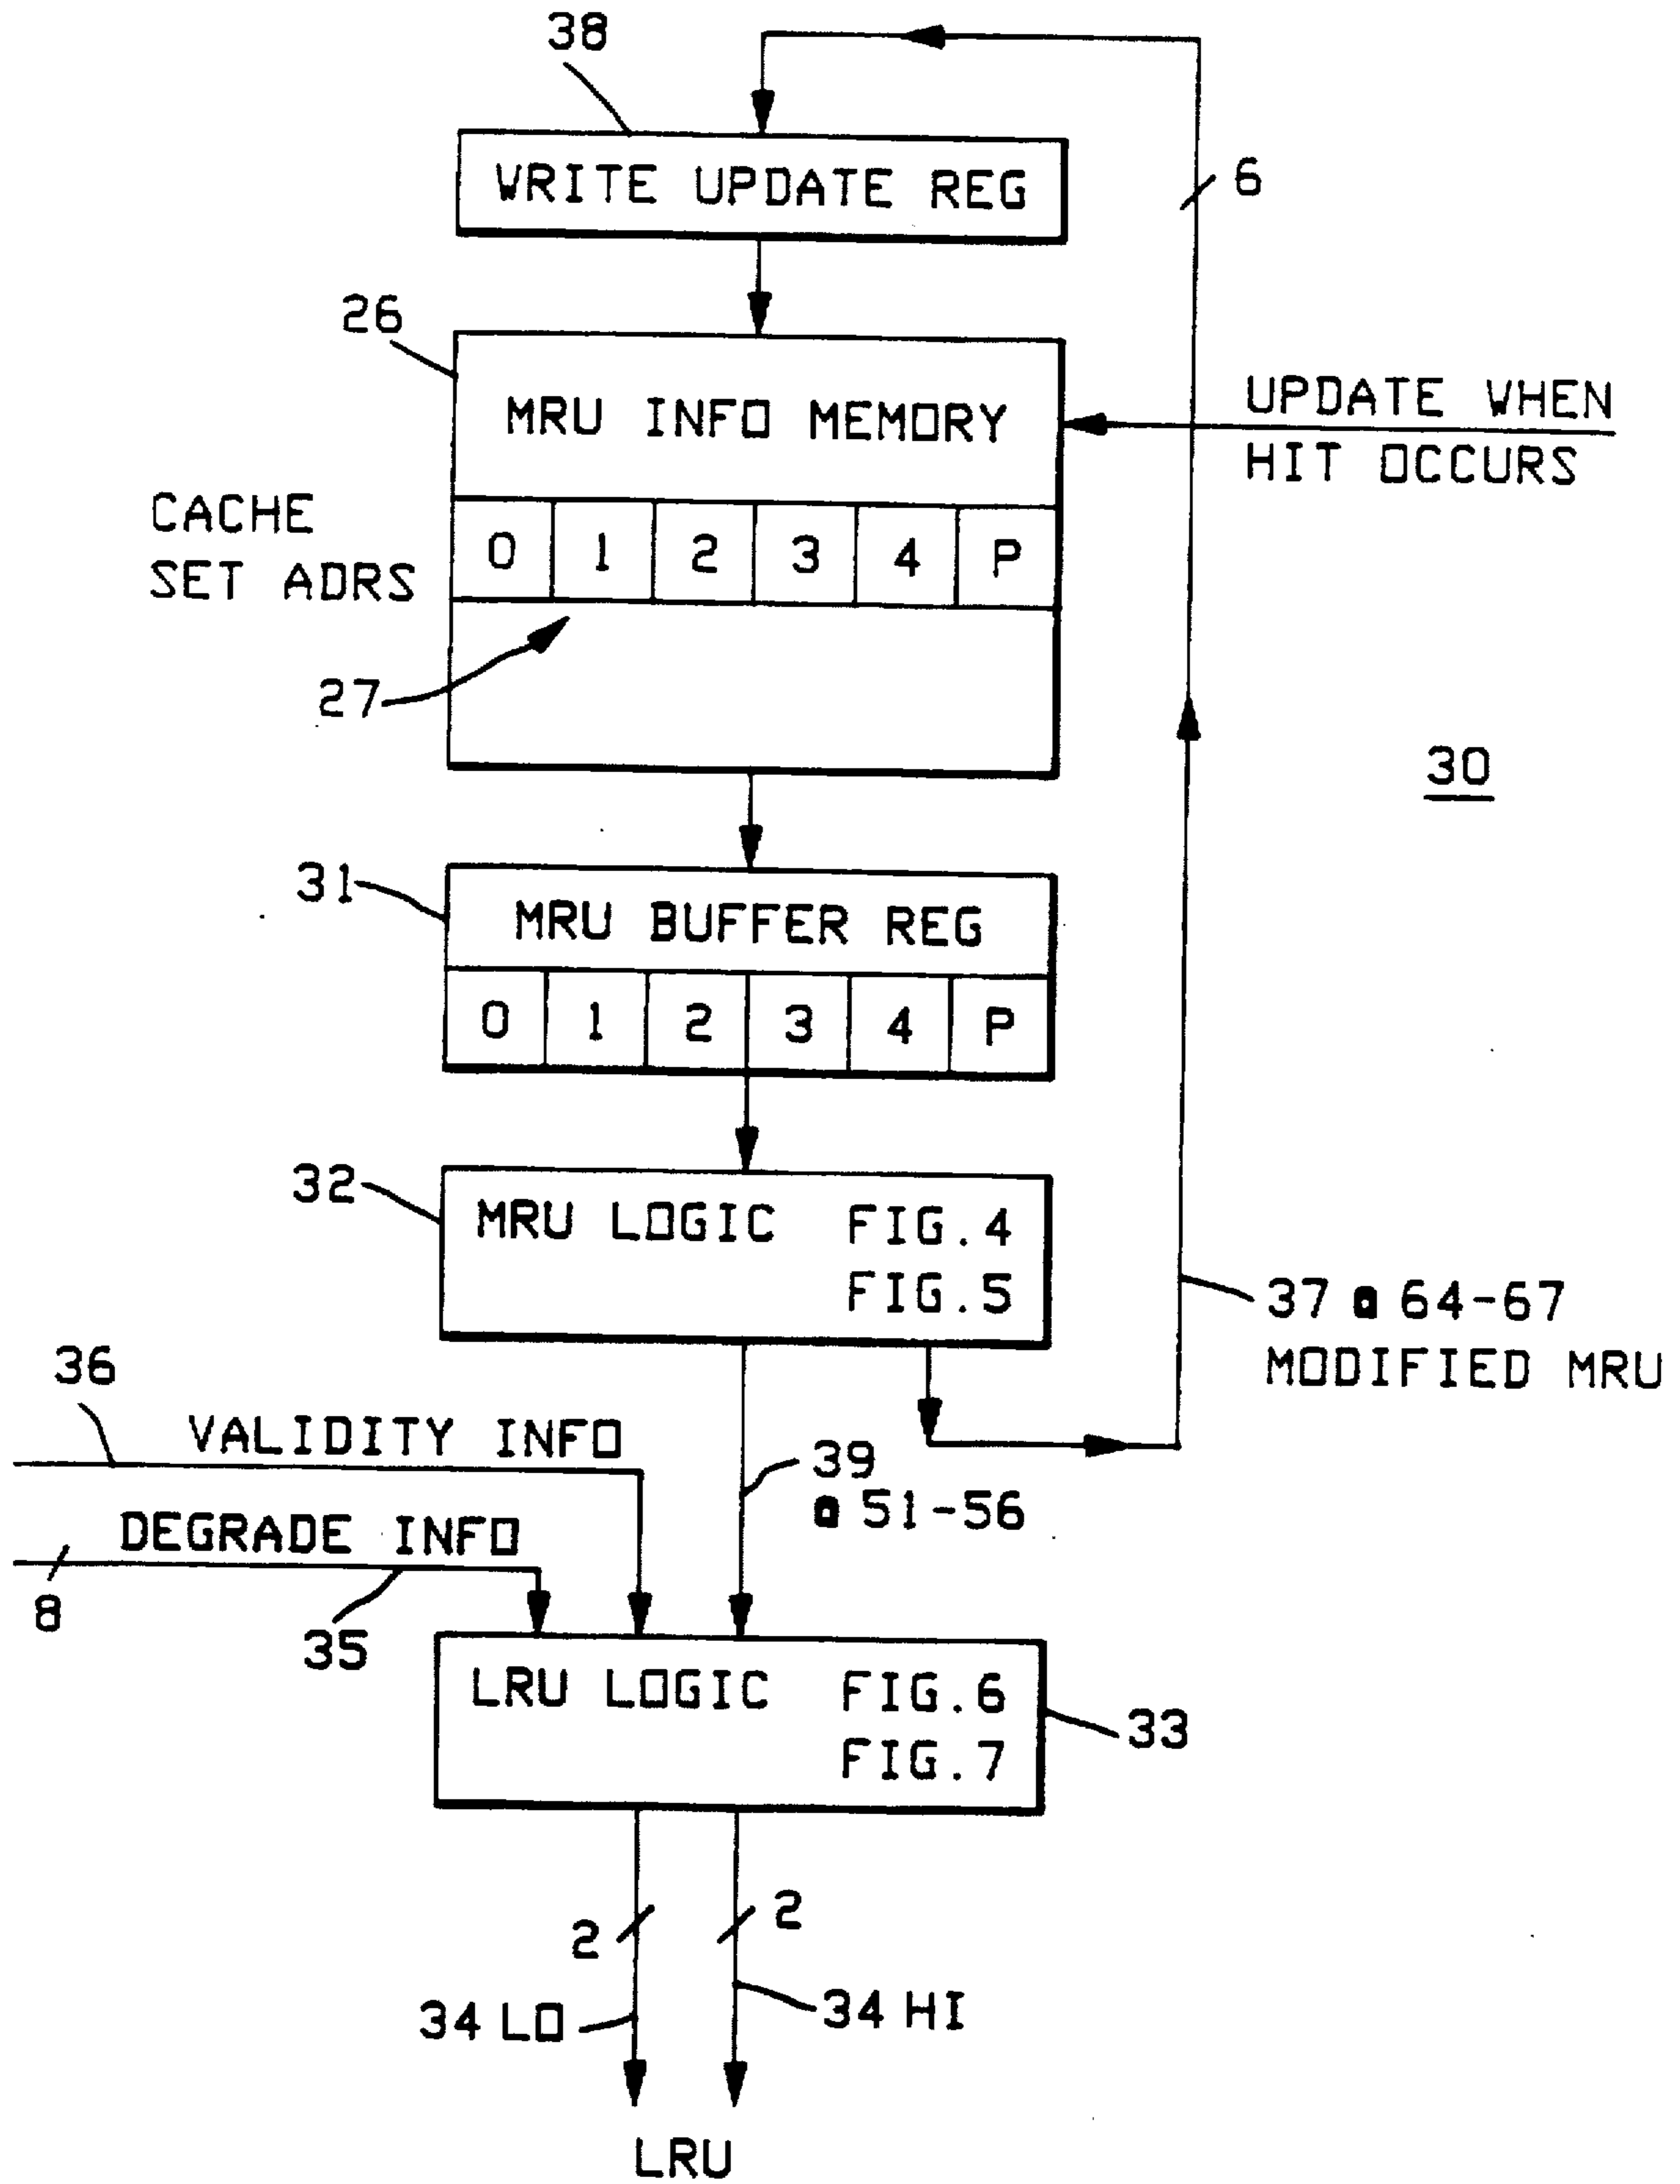 38
WRITE UPDATE REG
6
26
MRU INFO MEMORY
UPDATE WHEN
HIT OCCURS
CACHE
SET ADRS
0 1 2 3 4 P
27
30
31
MRU BUFFER REG
0 1 2 3 4 P
32
MRU LOGIC FIG.4
FIG.5
37 @ 64-67
MODIFIED MRU
36
VALIDITY INFO
39
@ 51-56
DEGRADE INFO
8
35
LRU LOGIC FIG.6
FIG.7
33
2
2
34 LO
34 HI
LRU